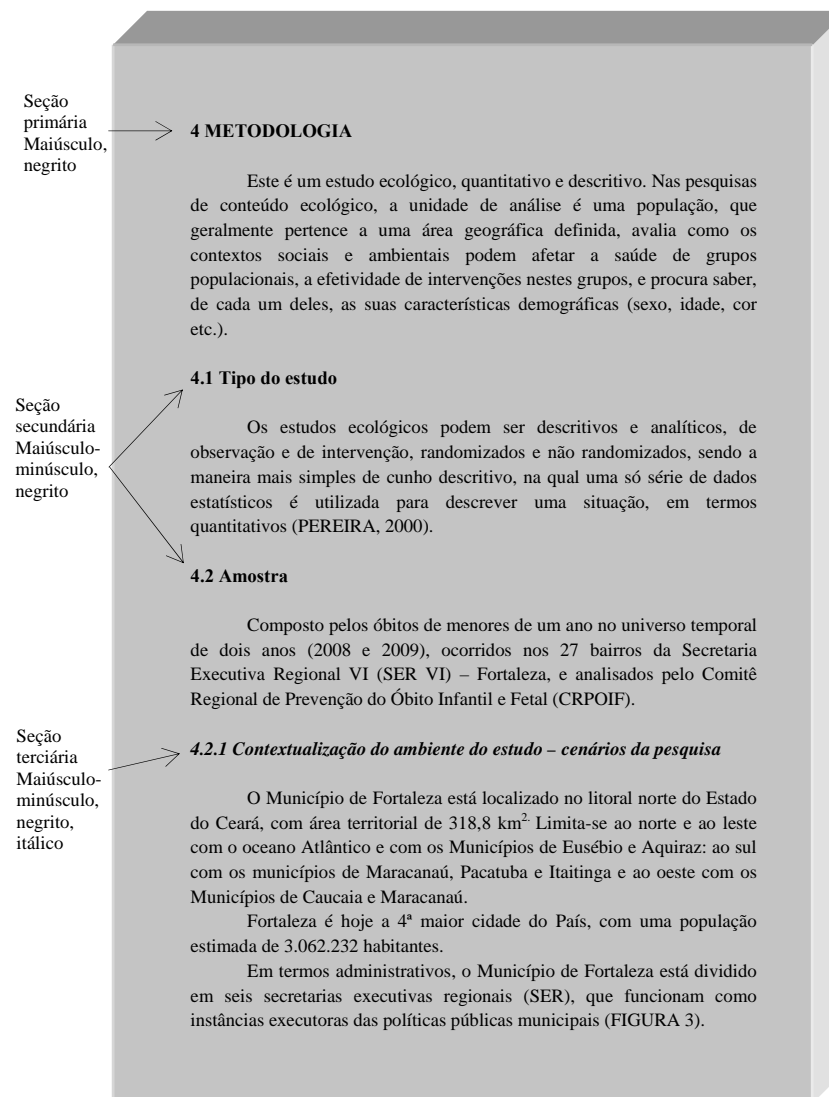 Seção
primária
Maiúsculo,
negrito
4 METODOLOGIA
Este é um estudo ecológico, quantitativo e descritivo. Nas pesquisas
de conteúdo ecológico, a unidade de análise é uma população, que
geralmente pertence a uma área geográfica definida, avalia como os
contextos sociais e ambientais podem afetar a saúde de grupos
populacionais, a efetividade de intervenções nestes grupos, e procura saber,
de cada um deles, as suas características demográficas (sexo, idade, cor
etc.).
Seção
secundária
Maiúsculo-
minúsculo,
negrito
4.1 Tipo do estudo
Os estudos ecológicos podem ser descritivos e analíticos, de
observação e de intervenção, randomizados e não randomizados, sendo a
maneira mais simples de cunho descritivo, na qual uma só série de dados
estatísticos é utilizada para descrever uma situação, em termos
quantitativos (PEREIRA, 2000).
4.2 Amostra
Composto pelos óbitos de menores de um ano no universo temporal
de dois anos (2008 e 2009), ocorridos nos 27 bairros da Secretaria
Executiva Regional VI (SER VI) – Fortaleza, e analisados pelo Comitê
Regional de Prevenção do Óbito Infantil e Fetal (CRPOIF).
Seção
terciária
Maiúsculo-
minúsculo,
negrito,
itálico
4.2.1 Contextualização do ambiente do estudo – cenários da pesquisa
O Município de Fortaleza está localizado no litoral norte do Estado
do Ceará, com área territorial de 318,8 km². Limita-se ao norte e ao leste
com o oceano Atlântico e com os Municípios de Eusébio e Aquiraz: ao sul
com os municípios de Maracanaú, Pacatuba e Itaitinga e ao oeste com os
Municípios de Caucaia e Maracanaú.
Fortaleza é hoje a 4ª maior cidade do País, com uma população
estimada de 3.062.232 habitantes.
Em termos administrativos, o Município de Fortaleza está dividido
em seis secretarias executivas regionais (SER), que funcionam como
instâncias executoras das políticas públicas municipais (FIGURA 3).